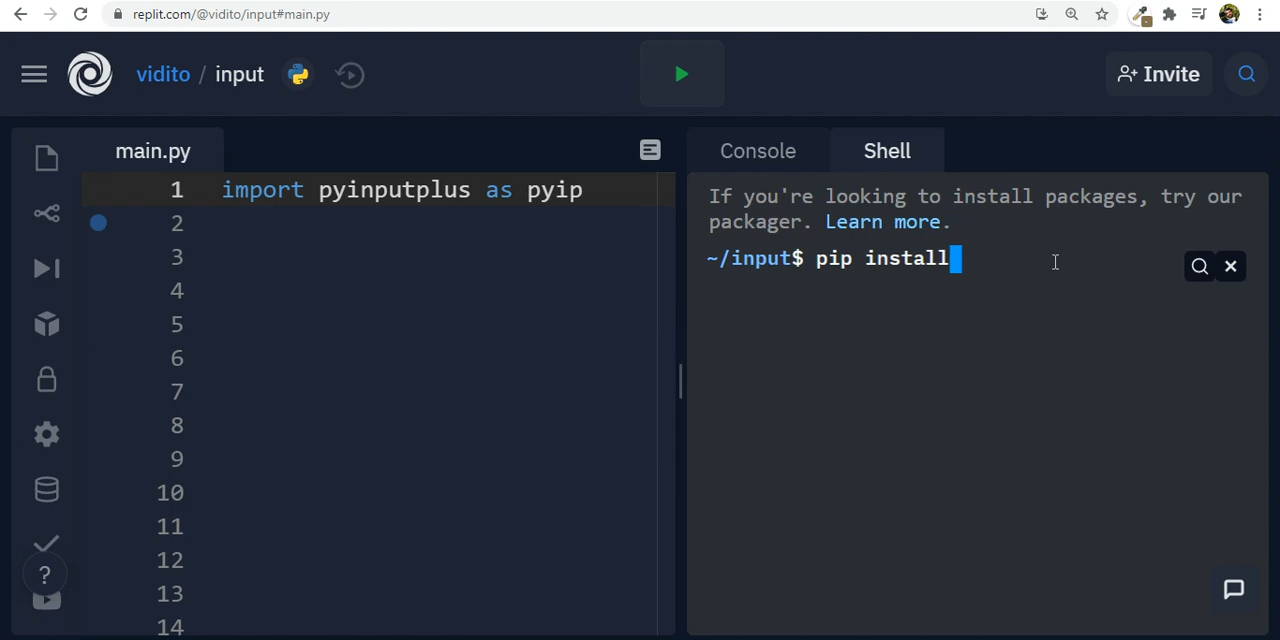 replit.com/@vidito/input#main.py
vidito / input
Invite
main.py
1 import pyinputplus as pyip
2
3
4
5
6
7
8
9
10
11
12
13
14
Console Shell
If you're looking to install packages, try our
packager. Learn more.
~/input$ pip install
?